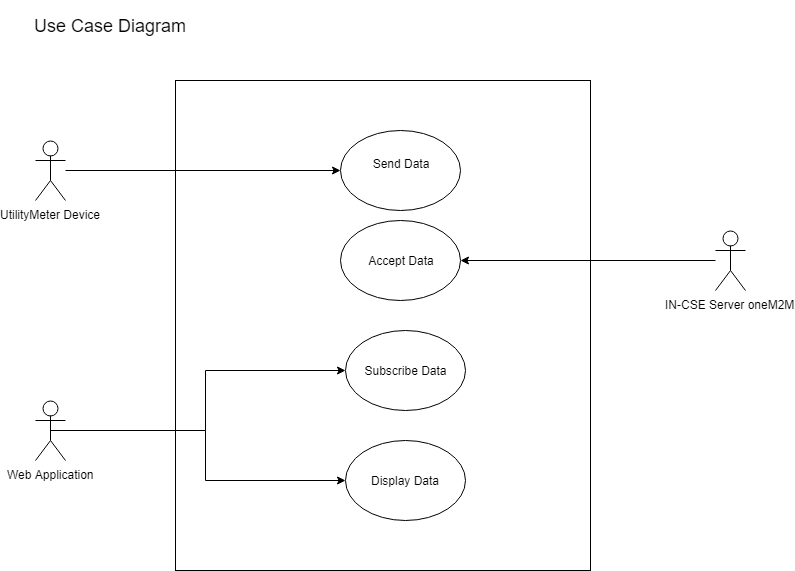 Use Case Diagram
Send Data
UtilityMeter Device
Accept Data
IN-CSE Server oneM2M
Subscribe Data
Web Application
Display Data